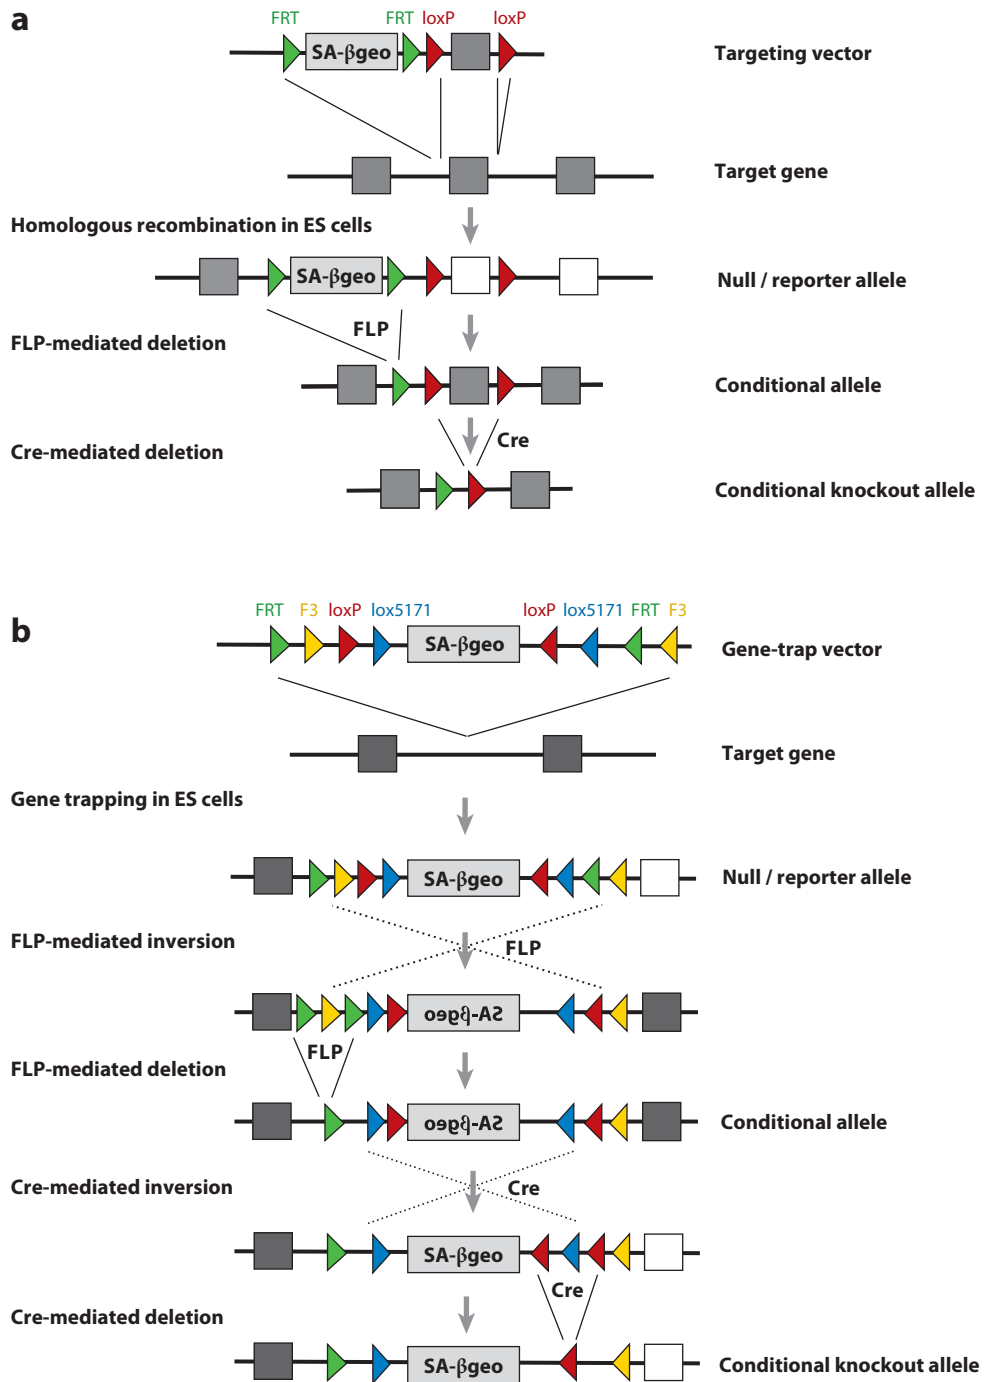 a
FRT FRT loxP loxP
SA-βgeo
Targeting vector
Target gene
Homologous recombination in ES cells
SA-βgeo
Null / reporter allele
FLP
FLP-mediated deletion
Conditional allele
Cre
Cre-mediated deletion
Conditional knockout allele
b
FRT F3 loxP lox5171 loxP lox5171 FRT F3
SA-βgeo
Gene-trap vector
Target gene
Gene trapping in ES cells
SA-βgeo
Null / reporter allele
FLP-mediated inversion
FLP
SA-βgeo
FLP
FLP-mediated deletion
SA-βgeo
Conditional allele
Cre-mediated inversion
Cre
SA-βgeo
Cre
Cre-mediated deletion
SA-βgeo
Conditional knockout allele